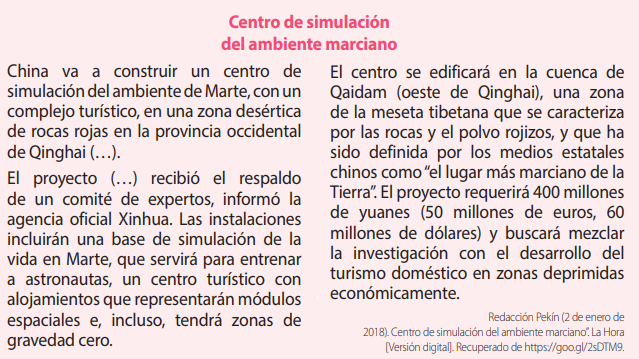 Centro de simulación
del ambiente marciano
China va a construir un centro de
simulación del ambiente de Marte, con un
complejo turístico, en una zona desértica
de rocas rojas en la provincia occidental
de Qinghai (…).
El proyecto (…) recibió el respaldo
de un comité de expertos, informó la
agencia oficial Xinhua. Las instalaciones
incluirán una base de simulación de la
vida en Marte, que servirá para entrenar
a astronautas, un centro turístico con
alojamientos que representarán módulos
espaciales e, incluso, tendrá zonas de
gravedad cero.
El centro se edificará en la cuenca de
Qaidam (oeste de Qinghai), una zona
de la meseta tibetana que se caracteriza
por las rocas y el polvo rojizos, y que ha
sido definida por los medios estatales
chinos como “el lugar más marciano de la
Tierra”. El proyecto requerirá 400 millones
de yuanes (50 millones de euros, 60
millones de dólares) y buscará mezclar
la investigación con el desarrollo del
turismo doméstico en zonas deprimidas
económicamente.
Redacción Pekín (2 de enero de
2018). Centro de simulación del ambiente marciano”. La Hora
[Versión digital]. Recuperado de https://goo.gl/2sDTM9.